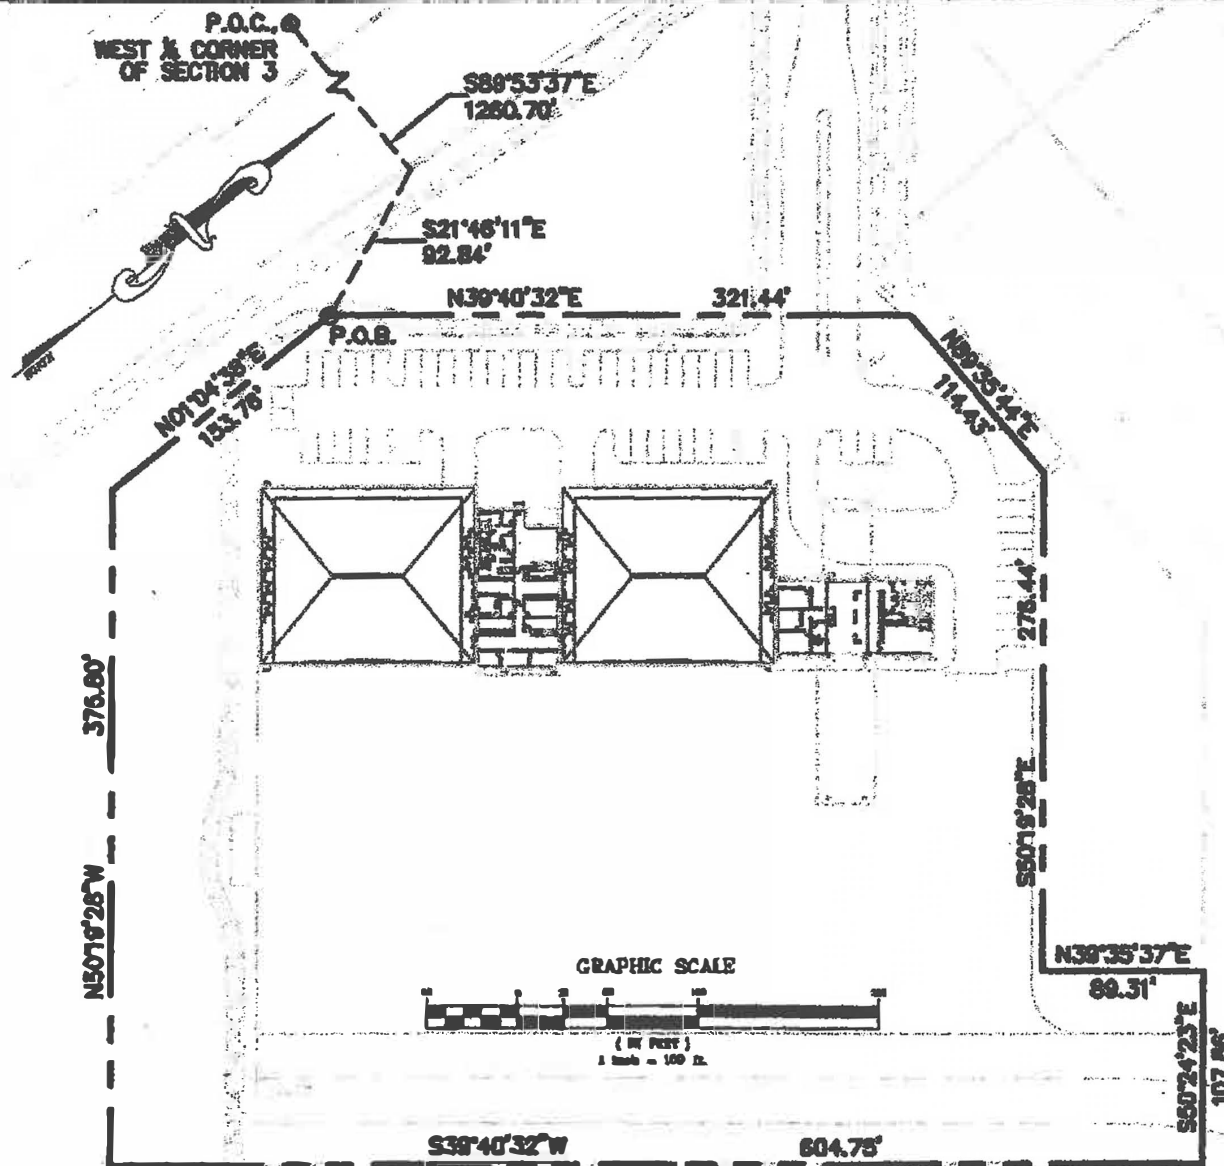 P.O.C.,
WEST ¼ CORNER
OF SECTION 3
S89°53'37"E
1260.70'
S21°46'11"E
92.84'
N39°40'32"E 321.44'
P.O.B.
N01°04'38"E
153.76'
N89°35'44"E
114.43'
376.80'
N50°19'28"W
276.44'
S50°19'28"E
N39°35'37"E
89.31'
S50°24'23"E
GRAPHIC SCALE
( IN FEET )
1 inch = 100 ft.
S39°40'32"W 604.75'